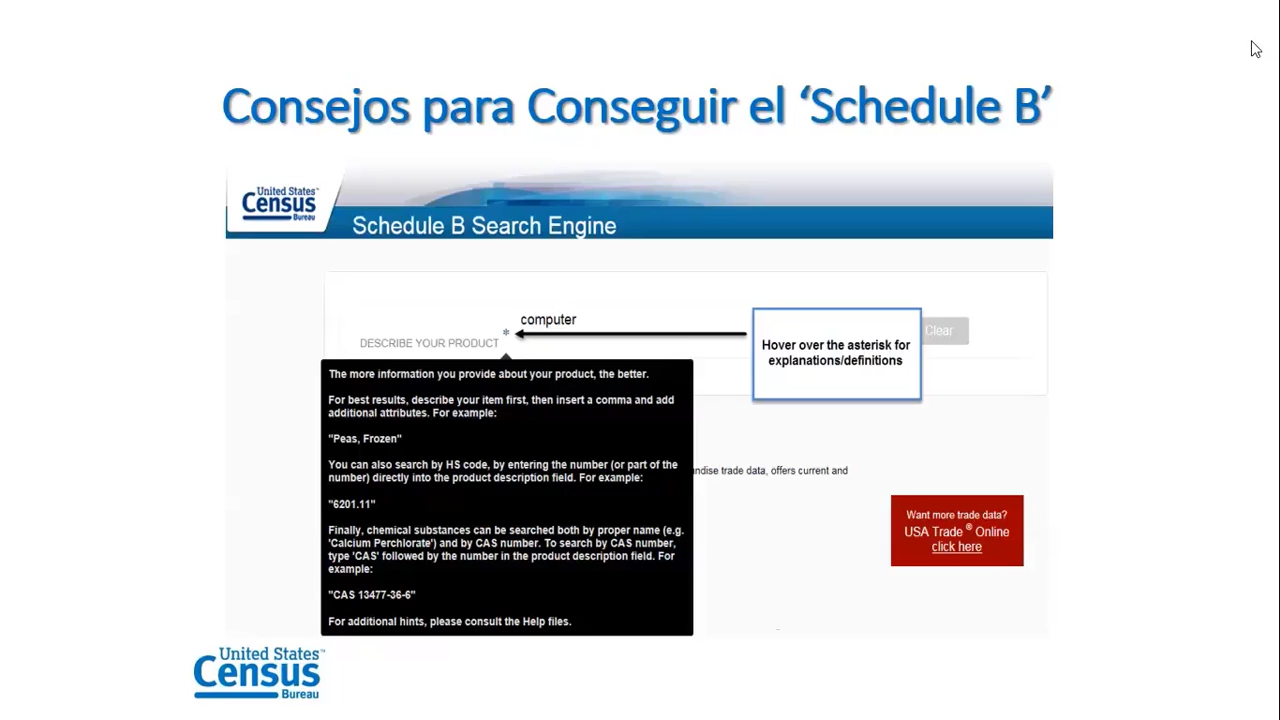 Consejos para Conseguir el ‘Schedule B’
United States™
Census
Bureau
Schedule B Search Engine
computer
DESCRIBE YOUR PRODUCT *
Hover over the asterisk for
explanations/definitions
Clear
The more information you provide about your product, the better.
For best results, describe your item first, then insert a comma and add
additional attributes. For example:
"Peas, Frozen"
You can also search by HS code, by entering the number (or part of the
number) directly into the product description field. For example:
"6201.11"
Finally, chemical substances can be searched both by proper name (e.g.
'Calcium Perchlorate') and by CAS number. To search by CAS number,
type 'CAS' followed by the number in the product description field. For
example:
"CAS 13477-36-6"
For additional hints, please consult the Help files.
trade data, offers current and
Want more trade data?
USA Trade ® Online
click here
United States™
Census
Bureau